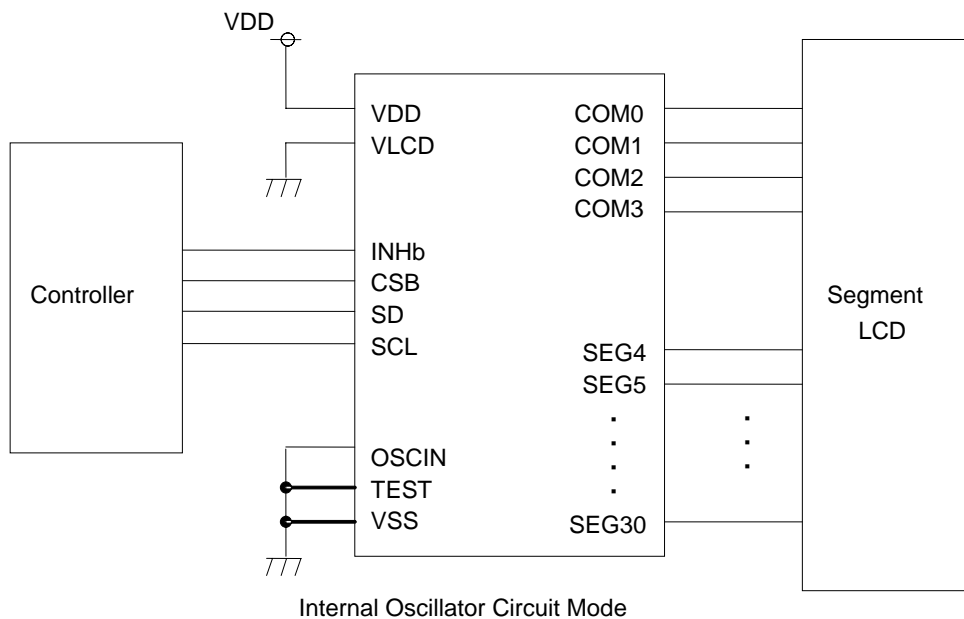 VDD
VDD
VLCD
INHb
CSB
SD
SCL
OSCIN
TEST
VSS
COM0
COM1
COM2
COM3
SEG4
SEG5
SEG30
Controller
Segment
LCD
Internal Oscillator Circuit Mode